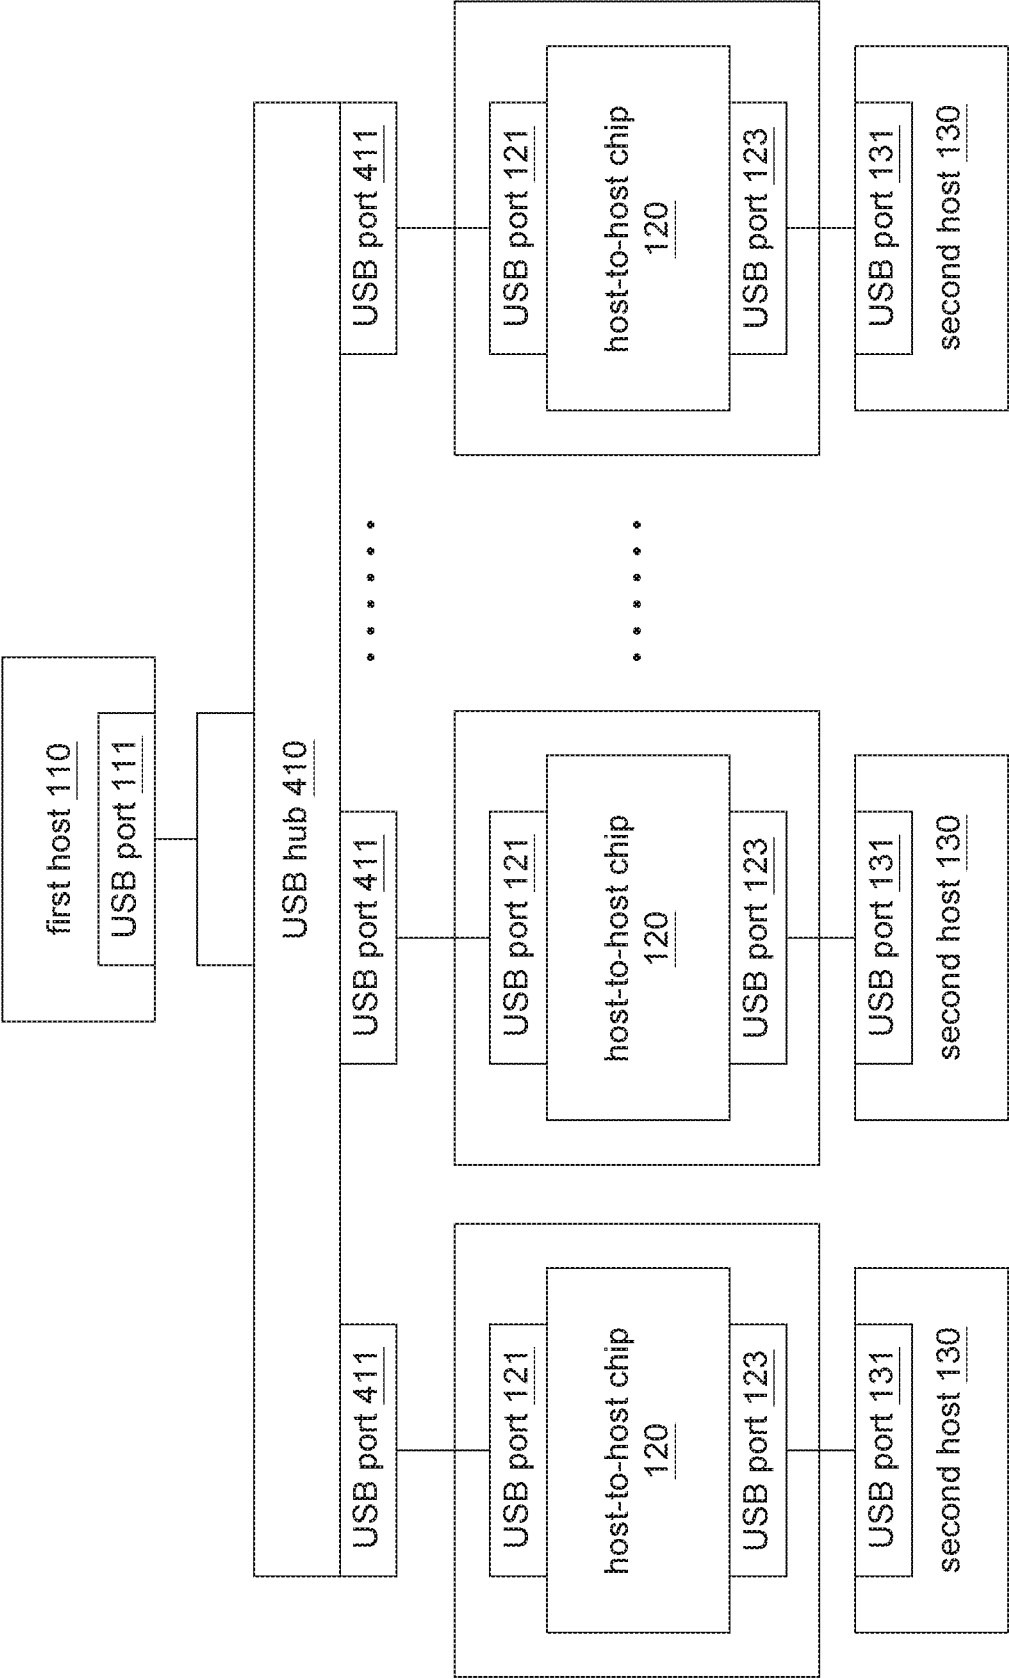 first host 110
USB port 111
USB hub 410
USB port 411
USB port 411
USB port 411
USB port 121
USB port 121
USB port 121
host-to-host chip
120
host-to-host chip
120
host-to-host chip
120
USB port 123
USB port 123
USB port 123
USB port 131
USB port 131
USB port 131
second host 130
second host 130
second host 130